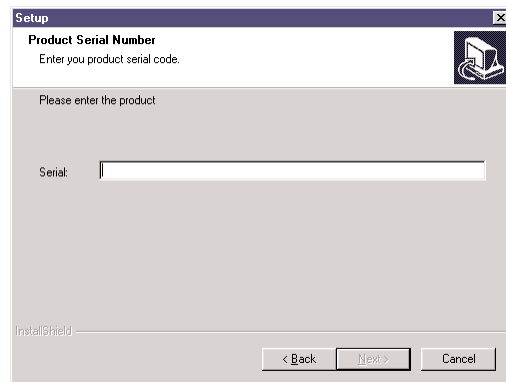 Setup
Product Serial Number
Enter you product serial code.
Please enter the product
Serial:
InstallShield
< Back
Next >
Cancel